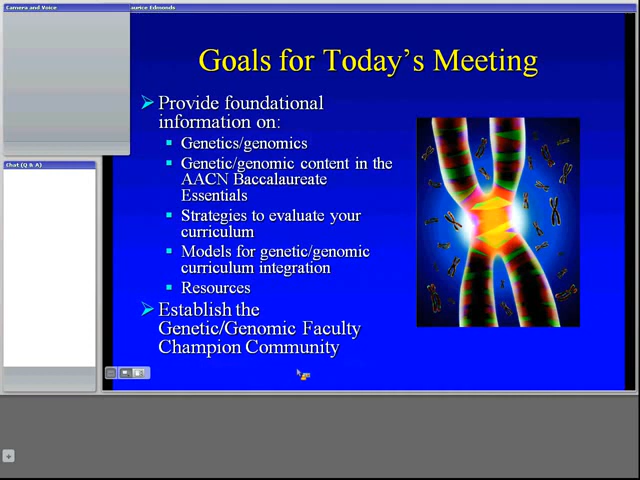 Camera and Voice
aurice Edmonds
Goals for Today's Meeting
Provide foundational
information on:
Genetics/genomics
Genetic/genomic content in the
AACN Baccalaureate
Essentials
Strategies to evaluate your
curriculum
Models for genetic/genomic
curriculum integration
Resources
Establish the
Genetic/Genomic Faculty
Champion Community
Chat (Q & A)